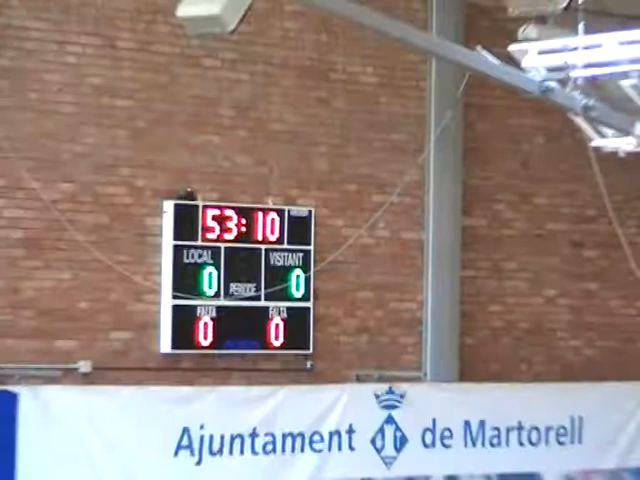 53:10
LOCAL VISITANT
0 PERIODE 0
FALTA FALTA
0 0
Ajuntament de Martorell